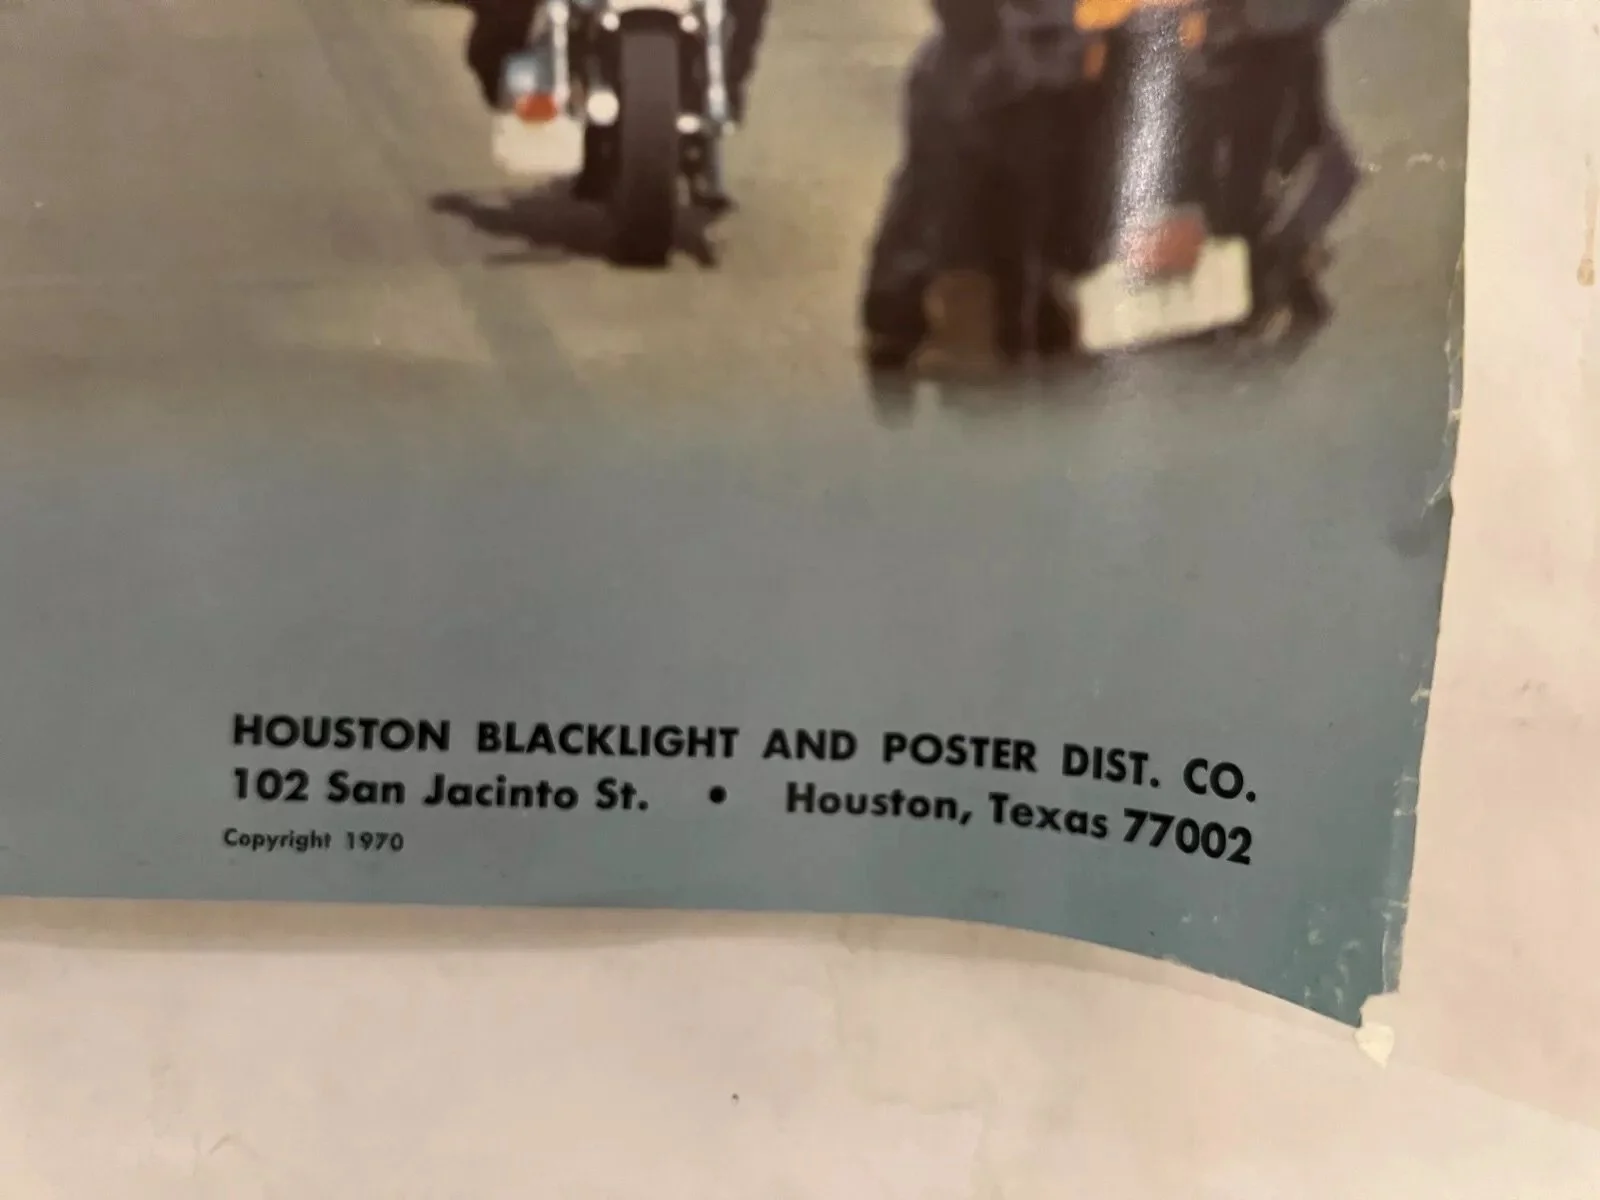 HOUSTON BLACKLIGHT AND POSTER DIST. CO.
102 San Jacinto St. • Houston, Texas 77002
Copyright 1970